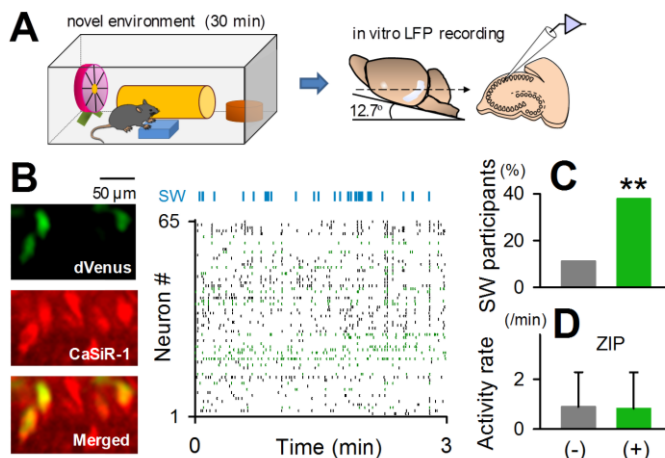 A
novel environment (30 min)
in vitro LFP recording
12.7°
B
50 μm
dVenus
CaSiR-1
Merged
SW
65
Neuron #
1
0
Time (min)
3
C
(%)
SW participants
40
20
0
**
D
(/min)
Activity rate
ZIP
2
0
(-)
(+)